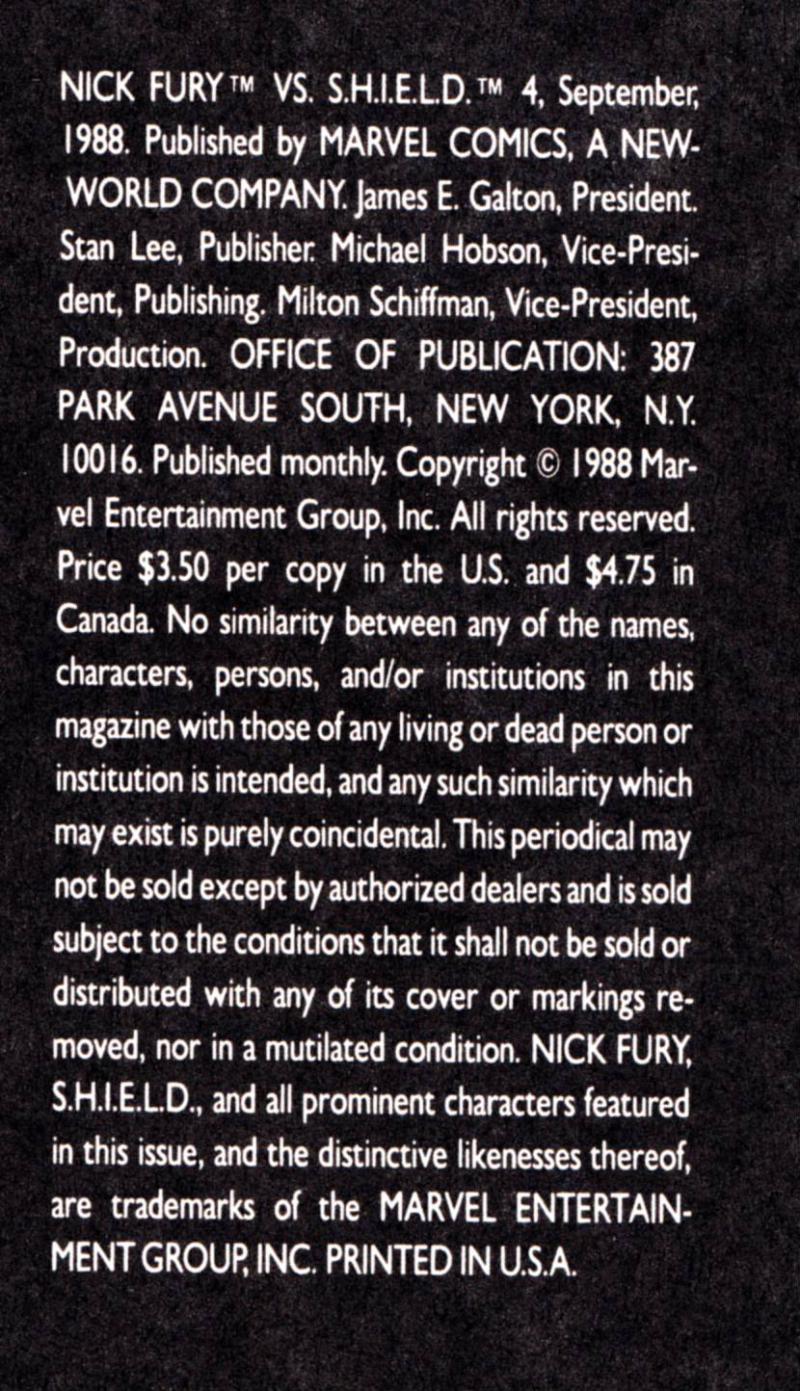 NICK FURY™ VS. S.H.I.E.L.D.™ 4, September,
1988. Published by MARVEL COMICS, A NEW-
WORLD COMPANY. James E. Galton, President.
Stan Lee, Publisher. Michael Hobson, Vice-Presi-
dent, Publishing. Milton Schiffman, Vice-President,
Production. OFFICE OF PUBLICATION: 387
PARK AVENUE SOUTH, NEW YORK, N.Y.
10016. Published monthly. Copyright © 1988 Mar-
vel Entertainment Group, Inc. All rights reserved.
Price $3.50 per copy in the U.S. and $4.75 in
Canada. No similarity between any of the names,
characters, persons, and/or institutions in this
magazine with those of any living or dead person or
institution is intended, and any such similarity which
may exist is purely coincidental. This periodical may
not be sold except by authorized dealers and is sold
subject to the conditions that it shall not be sold or
distributed with any of its cover or markings re-
moved, nor in a mutilated condition. NICK FURY,
S.H.I.E.L.D., and all prominent characters featured
in this issue, and the distinctive likenesses thereof,
are trademarks of the MARVEL ENTERTAIN-
MENT GROUP, INC. PRINTED IN U.S.A.